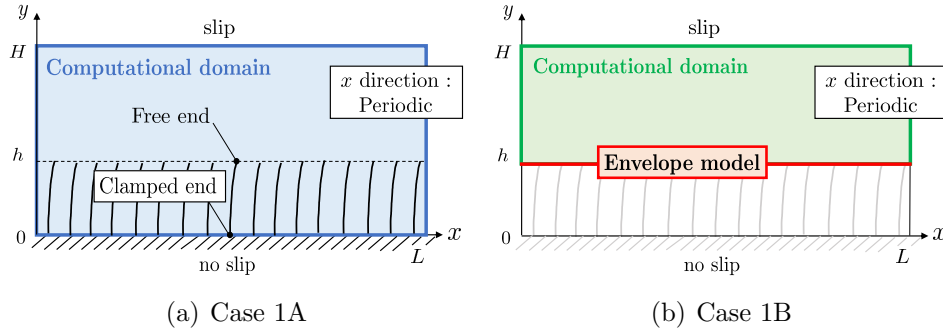 y
slip
H
Computational domain
x direction :
Periodic
Free end
h
Clamped end
0
x
L
no slip
(a) Case 1A
y
slip
H
Computational domain
x direction :
Periodic
h
Envelope model
0
x
L
no slip
(b) Case 1B